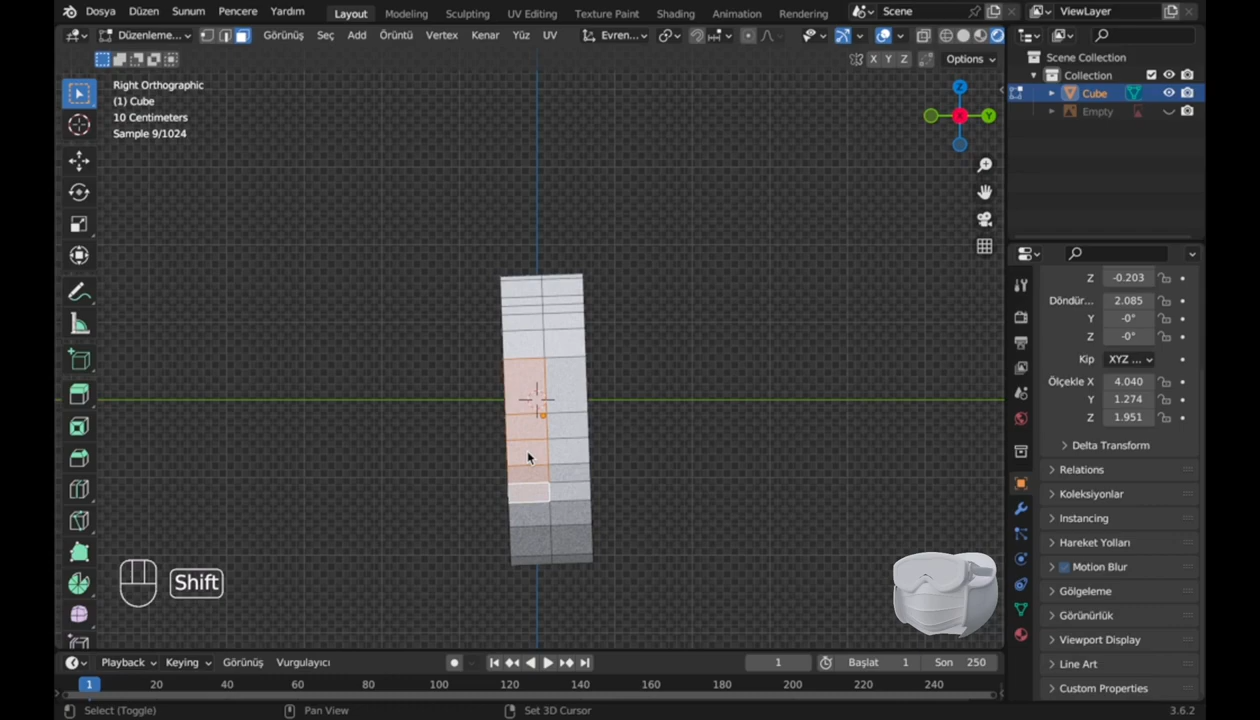 Dosya Düzen Sunum Pencere Yardım Layout Modeling Sculpting UV Editing Texture Paint Shading Animation Rendering Scene ViewLayer
Düzenleme... Görünüş Seç Add Örüntü Vertex Kenar Yüz UV Evren...
X Y Z Options
Right Orthographic
(1) Cube
10 Centimeters
Sample 9/1024
Z
X
Y
Scene Collection
Collection
Cube
Empty
Z -0.203
Döndür... 2.085
Y -0°
Z -0°
Kip XYZ ...
Ölçekle X 4.040
Y 1.274
Z 1.951
Delta Transform
Relations
Koleksiyonlar
Instancing
Hareket Yolları
Motion Blur
Gölgeleme
Görünürlük
Viewport Display
Line Art
Custom Properties
Shift
Playback Keying Görünüş Vurgulayıcı 1 Başlat 1 Son 250
1 20 40 60 80 100 120 140 160 180 200 220 240
Select (Toggle) Pan View Set 3D Cursor 3.6.2